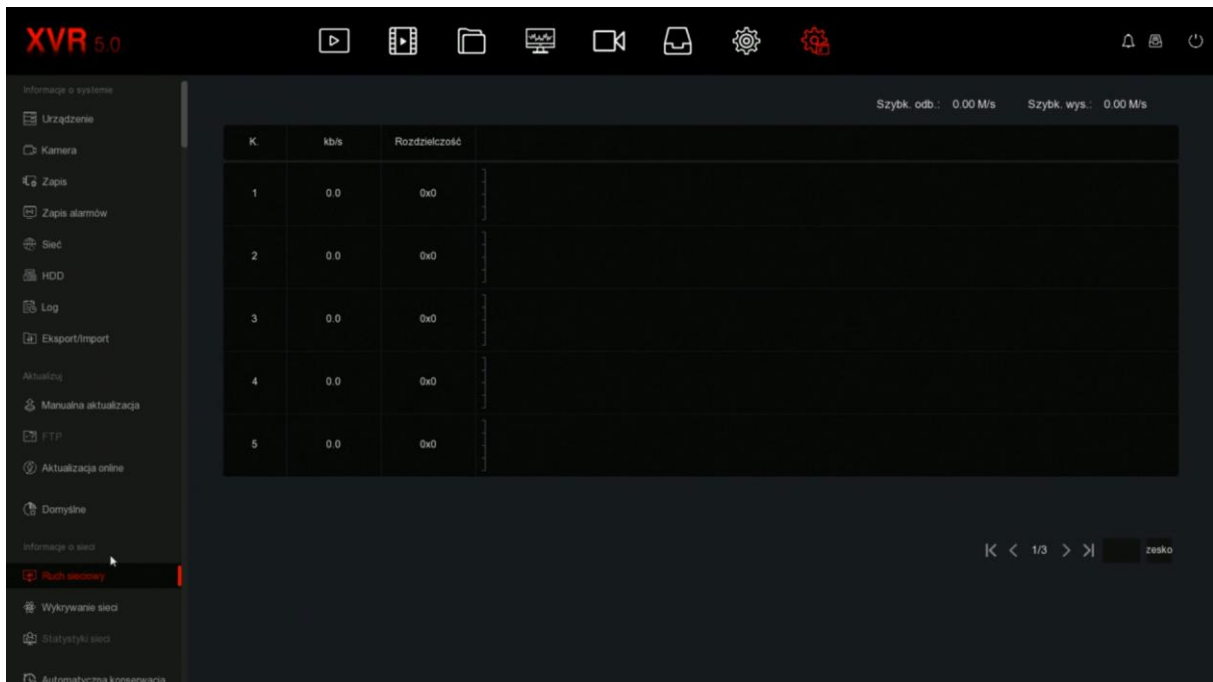 XVR 5.0
Informacje o systemie
Urządzenie
Kamera
Zapis
Zapis alarmów
Sieć
HDD
Log
Eksport/Import
Aktualizuj
Manualna aktualizacja
FTP
Aktualizacja online
Domyślne
Informacje o sieci
Ruch sieciowy
Wykrywanie sieci
Statystyki sieci
Automatyczna konserwacja
Szybk. odb.: 0.00 M/s Szybk. wys.: 0.00 M/s
K. kb/s Rozdzielczość
1 0.0 0x0
2 0.0 0x0
3 0.0 0x0
4 0.0 0x0
5 0.0 0x0
1/3 zesko